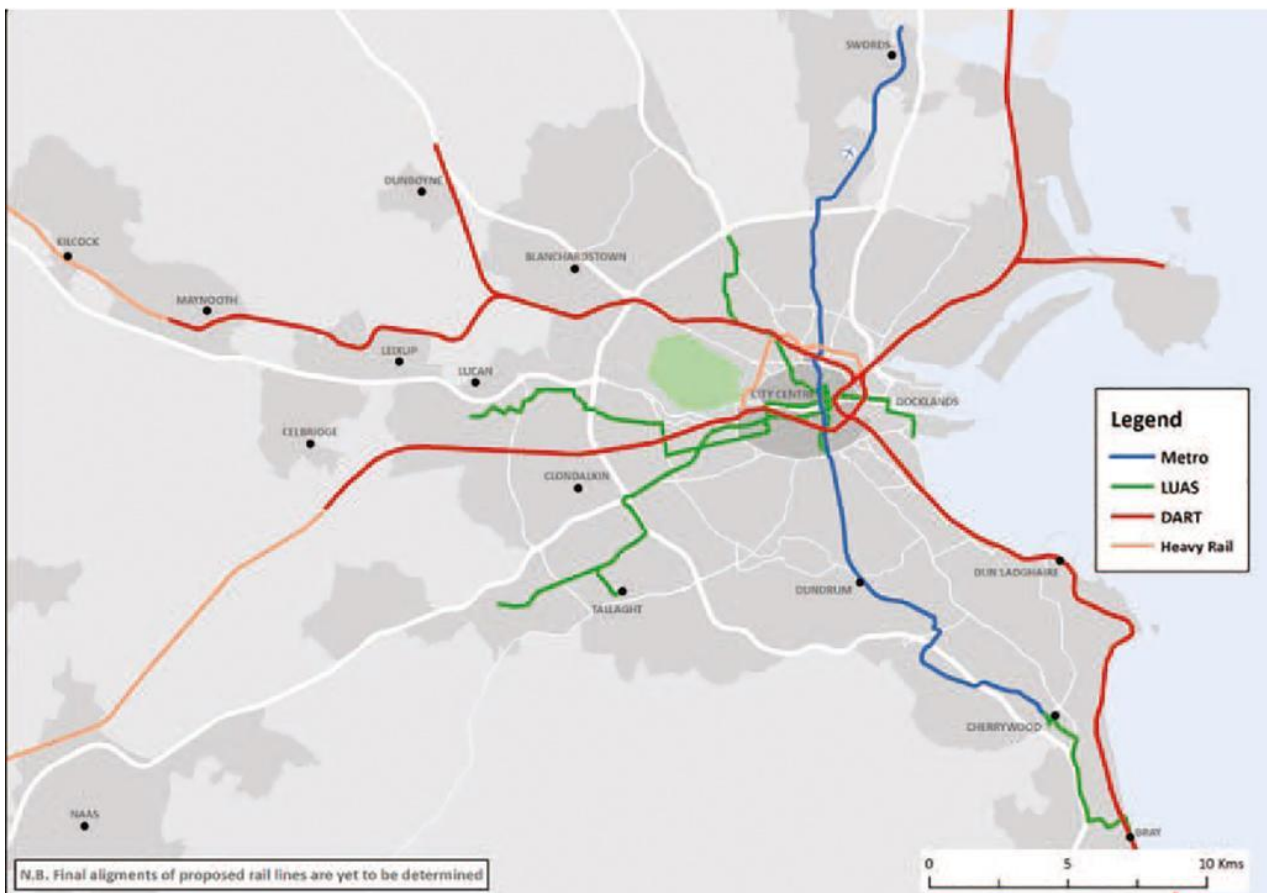 SWORDS
DUNBOYNE
KILCOCK
BLANCHARDSTOWN
MAYNOOTH
LEIXLIP
LUCAN
CITY CENTRE
DOCKLANDS
CELBRIDGE
CLONDALKIN
Legend
Metro
LUAS
DART
Heavy Rail
DUN LAOGHAIRE
DUNDRUM
TALLAGHT
CHERRYWOOD
NAAS
BRAY
N.B. Final aligments of proposed rail lines are yet to be determined
0 5 10 Kms